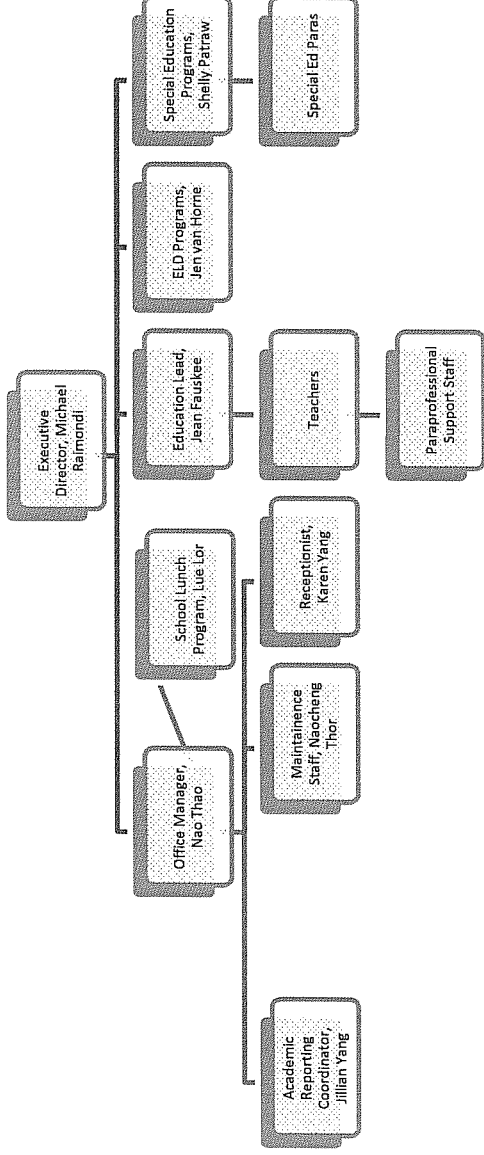 Executive
Director, Michael
Raimondi
Office Manager,
Nao Thao
School Lunch
Program, Lue Lor
Education Lead,
Jean Fauskee
ELD Programs,
Jen van Horne
Special Education
Programs,
Shelly Patraw
Academic
Reporting
Coordinator,
Jillian Yang
Maintainence
Staff, Naocheng
Thor
Receptionist,
Karen Yang
Teachers
Special Ed Paras
Paraprofessional
Support Staff